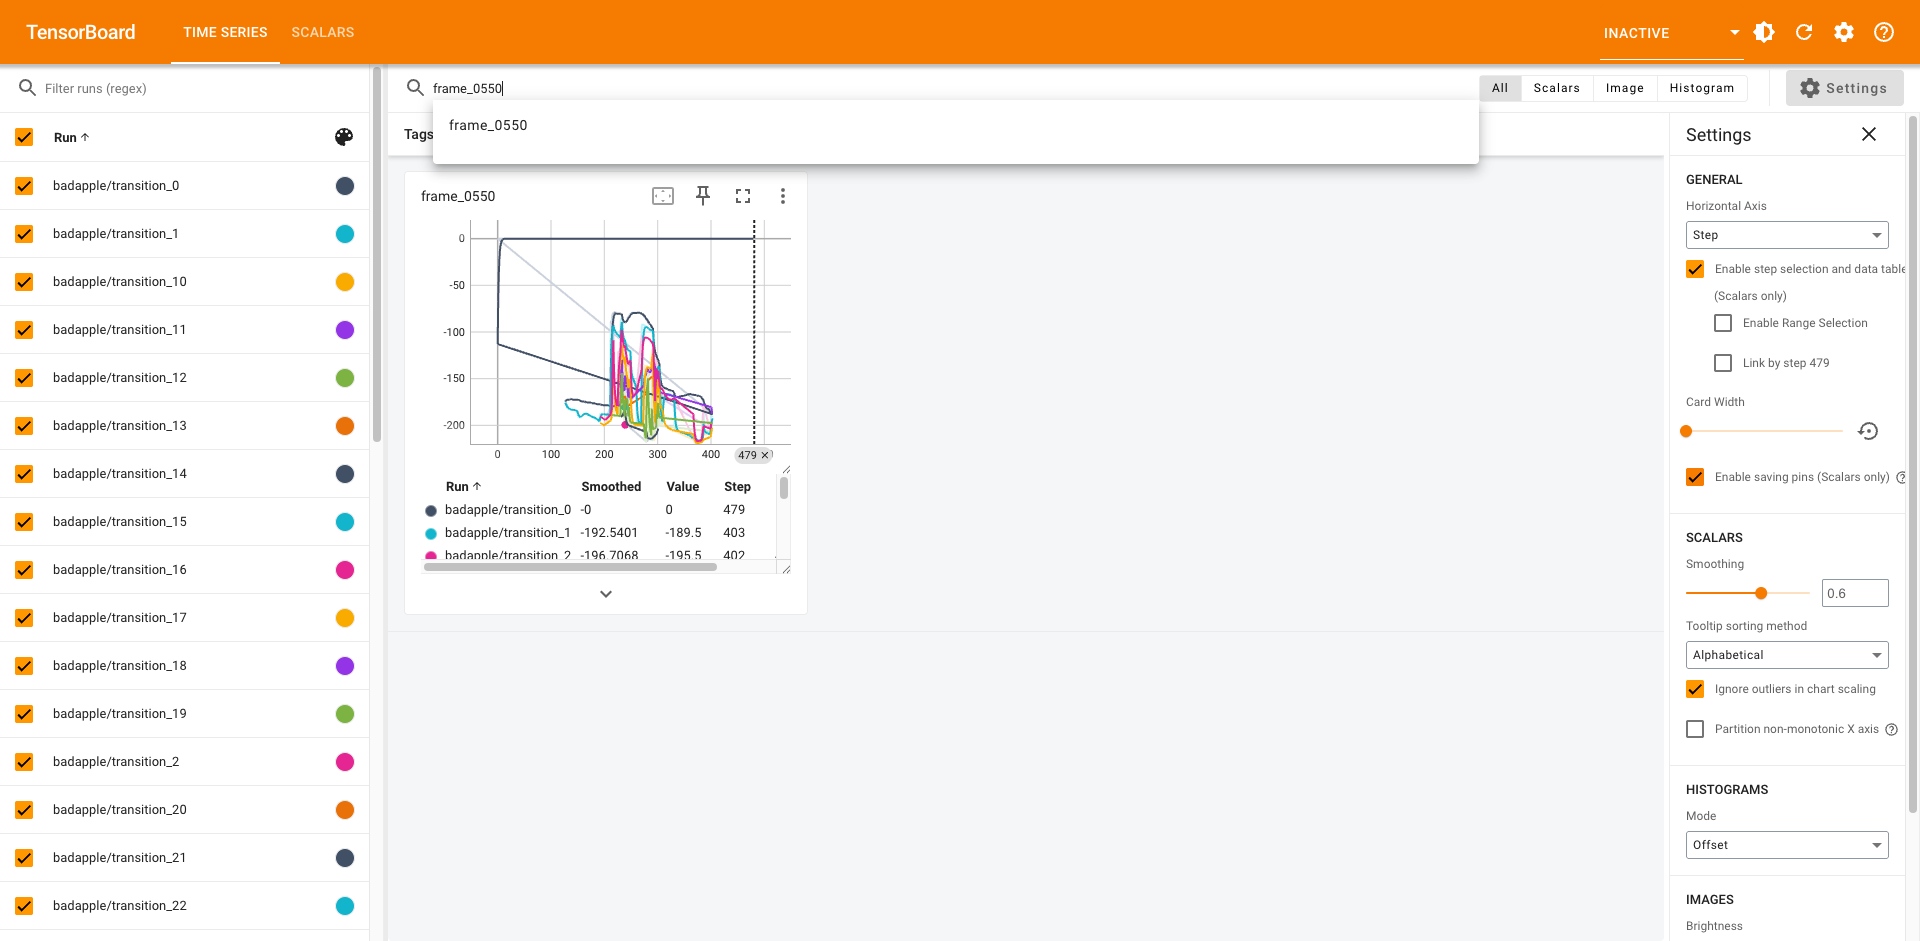 TensorBoard TIME SERIES SCALARS INACTIVE
Filter runs (regex)
frame_0550
All Scalars Image Histogram
Settings
frame_0550
Run
Tags
badapple/transition_0
badapple/transition_1
badapple/transition_10
badapple/transition_11
badapple/transition_12
badapple/transition_13
badapple/transition_14
badapple/transition_15
badapple/transition_16
badapple/transition_17
badapple/transition_18
badapple/transition_19
badapple/transition_2
badapple/transition_20
badapple/transition_21
badapple/transition_22
frame_0550
0
-50
-100
-150
-200
0 100 200 300 400 479
Run Smoothed Value Step
badapple/transition_0 -0 0 479
badapple/transition_1 -192.5401 -189.5 403
badapple/transition_2 -196.7068 -195.5 402
Settings
GENERAL
Horizontal Axis
Step
Enable step selection and data table
(Scalars only)
Enable Range Selection
Link by step 479
Card Width
Enable saving pins (Scalars only)
SCALARS
Smoothing
0.6
Tooltip sorting method
Alphabetical
Ignore outliers in chart scaling
Partition non-monotonic X axis
HISTOGRAMS
Mode
Offset
IMAGES
Brightness